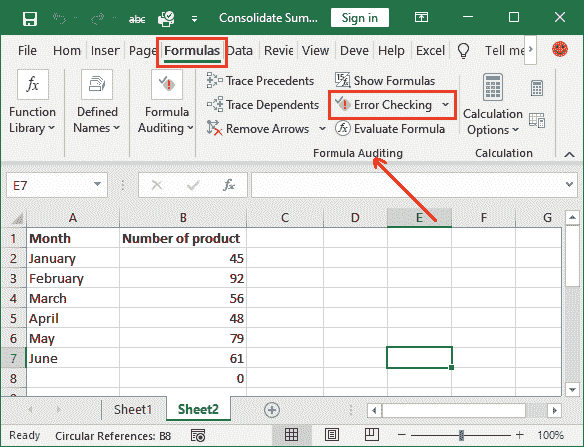 abc Consolidate Sum... Sign in
File Hom Inser Page Formulas Data Revie View Deve Help Excel Tell me
fx
Function Library
Defined Names
Formula Auditing
Trace Precedents
Trace Dependents
Remove Arrows
Show Formulas
Error Checking
Evaluate Formula
Formula Auditing
Calculation Options
Calculation
E7 fx
A B C D E F G
1 Month Number of product
2 January 45
3 February 92
4 March 56
5 April 48
6 May 79
7 June 61
8 0
Sheet1 Sheet2
Ready Circular References: B8 100%